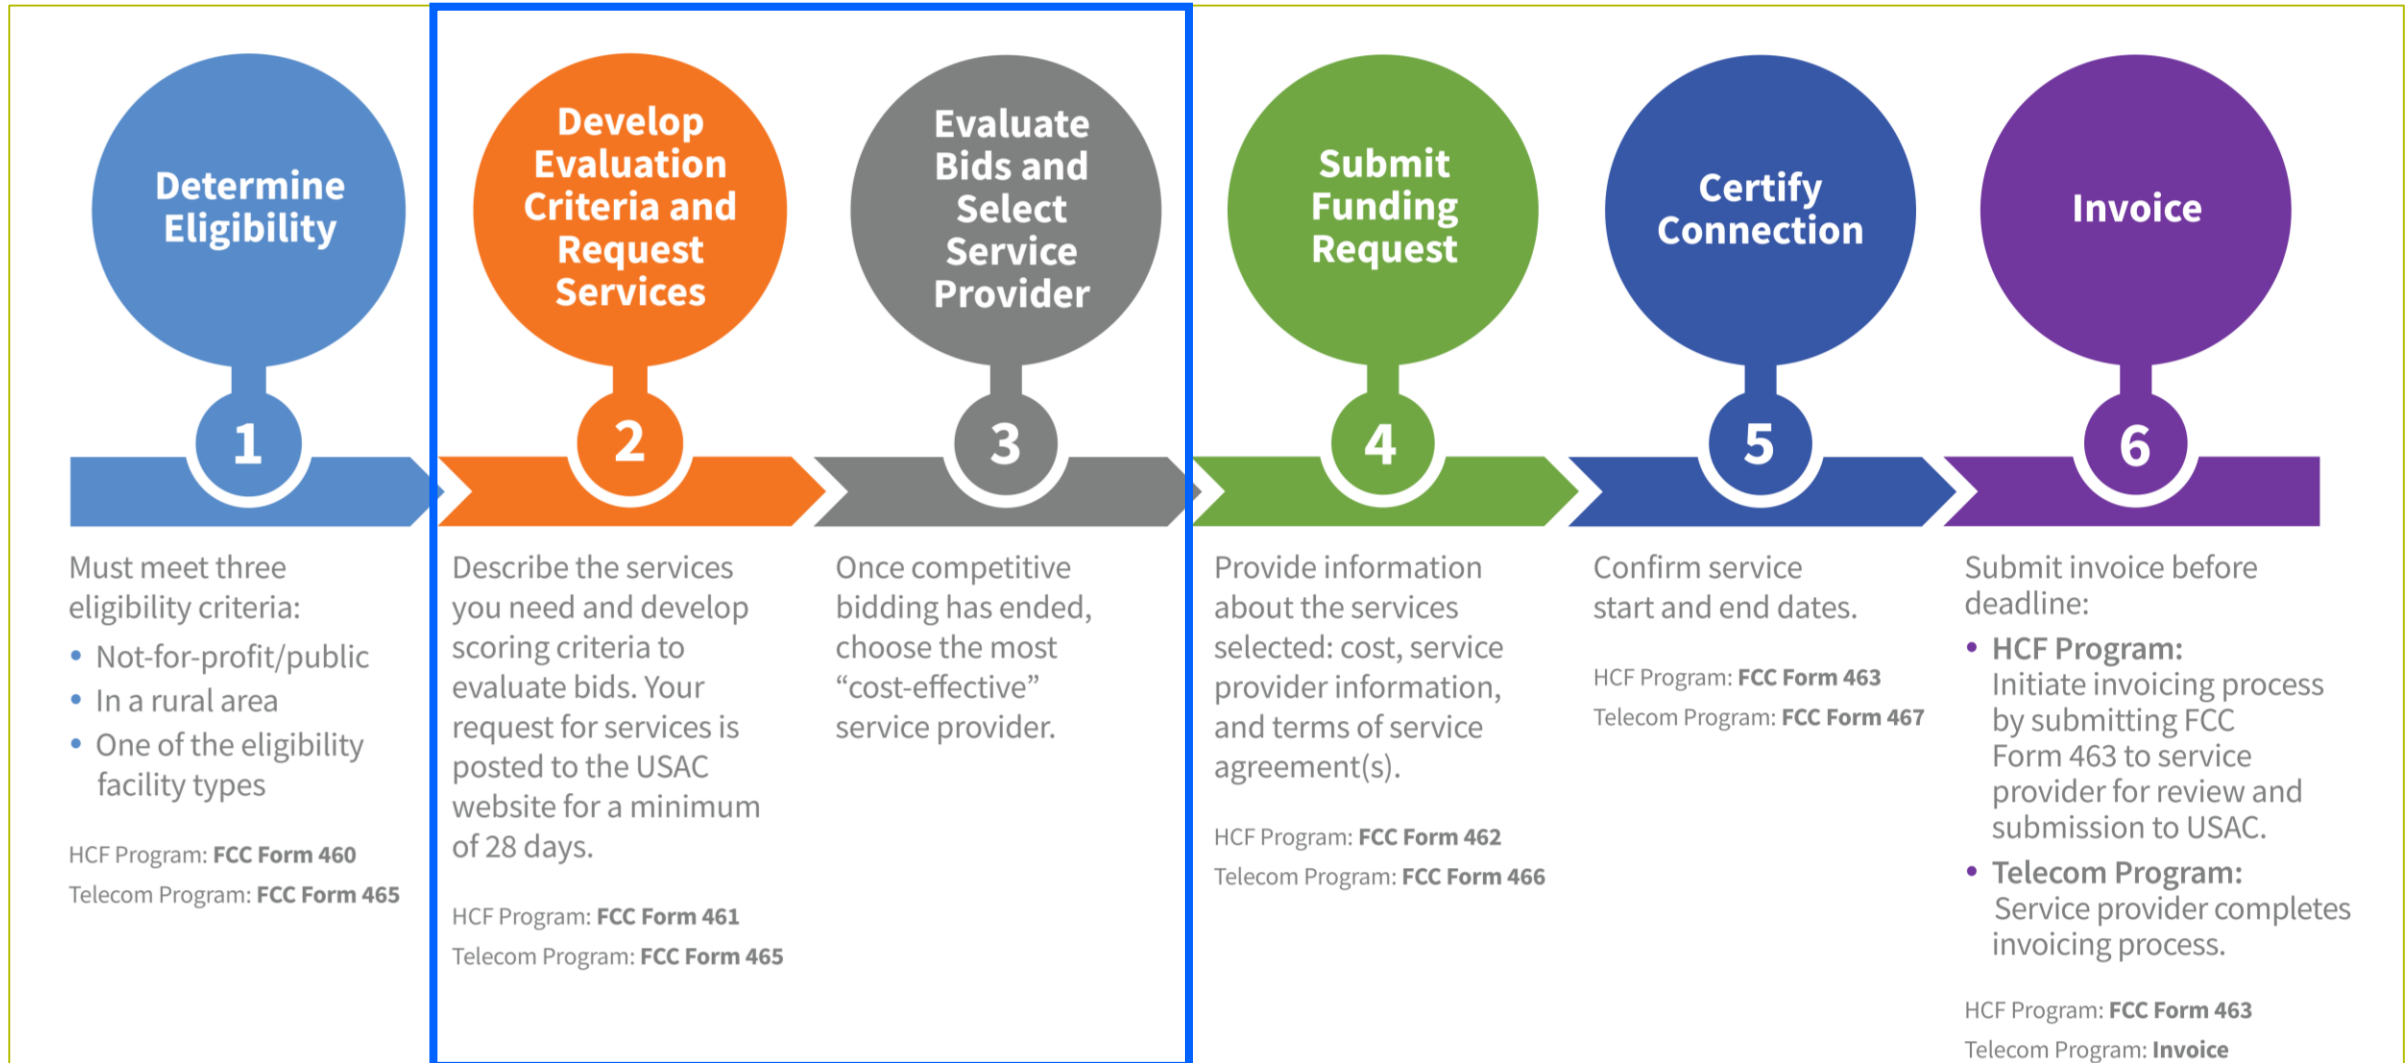 Determine
Eligibility
1
Must meet three
eligibility criteria:
• Not-for-profit/public
• In a rural area
• One of the eligibility
facility types
HCF Program: FCC Form 460
Telecom Program: FCC Form 465
Develop
Evaluation
Criteria and
Request
Services
2
Describe the services
you need and develop
scoring criteria to
evaluate bids. Your
request for services is
posted to the USAC
website for a minimum
of 28 days.
HCF Program: FCC Form 461
Telecom Program: FCC Form 465
Evaluate
Bids and
Select
Service
Provider
3
Once competitive
bidding has ended,
choose the most
“cost-effective”
service provider.
Submit
Funding
Request
4
Provide information
about the services
selected: cost, service
provider information,
and terms of service
agreement(s).
HCF Program: FCC Form 462
Telecom Program: FCC Form 466
Certify
Connection
5
Confirm service
start and end dates.
HCF Program: FCC Form 463
Telecom Program: FCC Form 467
Invoice
6
Submit invoice before
deadline:
• HCF Program:
Initiate invoicing process
by submitting FCC
Form 463 to service
provider for review and
submission to USAC.
• Telecom Program:
Service provider completes
invoicing process.
HCF Program: FCC Form 463
Telecom Program: Invoice